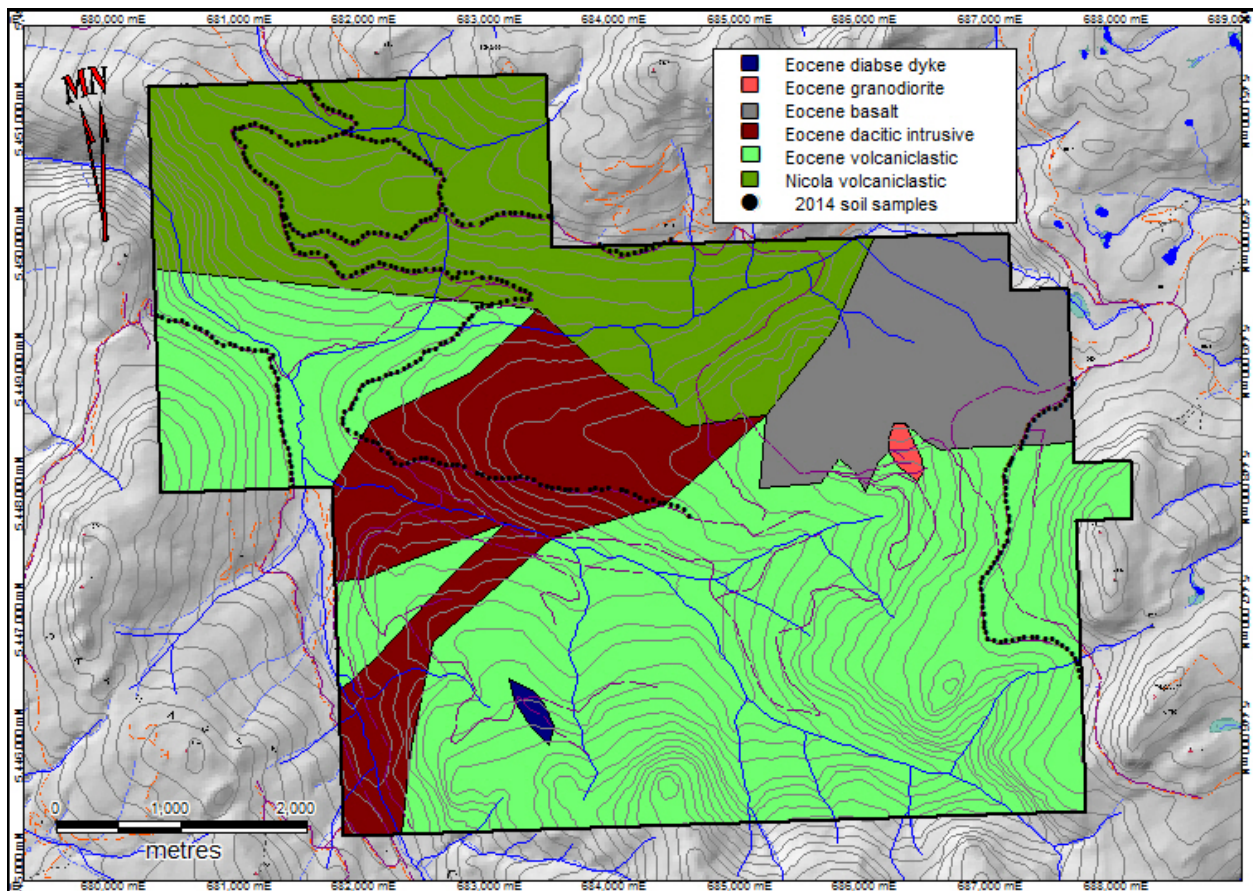 680,000 mE 681,000 mE 682,000 mE 683,000 mE 684,000 mE 685,000 mE 686,000 mE 687,000 mE 688,000 mE 689,0
MN
Eocene diabse dyke
Eocene granodiorite
Eocene basalt
Eocene dacitic intrusive
Eocene volcaniclastic
Nicola volcaniclastic
2014 soil samples
0 1,000 2,000
metres
680,000 mE 681,000 mE 682,000 mE 683,000 mE 684,000 mE 685,000 mE 686,000 mE 687,000 mE 688,000 mE